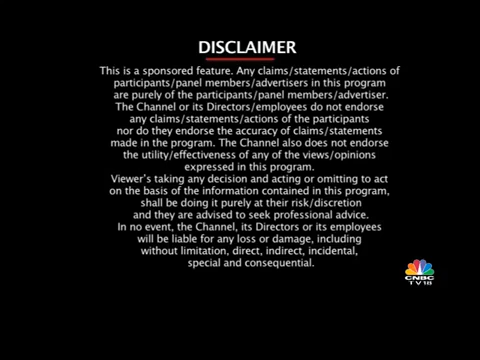 DISCLAIMER
This is a sponsored feature. Any claims/statements/actions of
participants/panel members/advertisers in this program
are purely of the participants/panel members/advertiser.
The Channel or its Directors/employees do not endorse
any claims/statements/actions of the participants
nor do they endorse the accuracy of claims/statements
made in the program. The Channel also does not endorse
the utility/effectiveness of any of the views/opinions
expressed in this program.
Viewer's taking any decision and acting or omitting to act
on the basis of the information contained in this program,
shall be doing it purely at their risk/discretion
and they are advised to seek professional advice.
In no event, the Channel, its Directors or its employees
will be liable for any loss or damage, including
without limitation, direct, indirect, incidental,
special and consequential.
CNBC
TV18